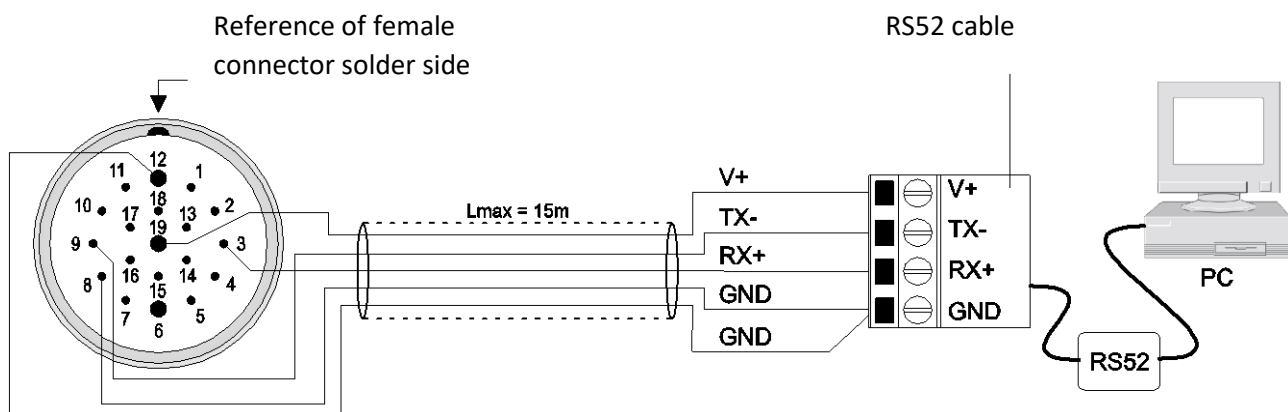 Reference of female
connector solder side
RS52 cable
12
11
1
10
18
2
17
13
19
9
3
16
14
8
15
4
7
5
6
Lmax = 15m
V+
TX-
RX+
GND
GND
V+
TX-
RX+
GND
PC
RS52